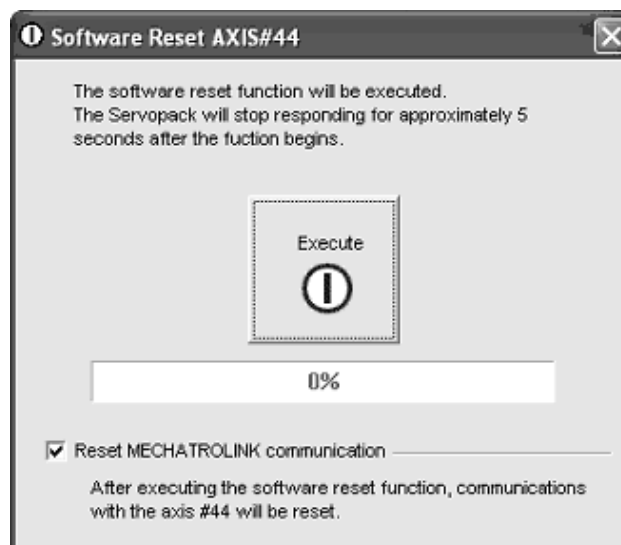 Software Reset AXIS#44
The software reset function will be executed.
The Servopack will stop responding for approximately 5
seconds after the fuction begins.
Execute
0%
Reset MECHATROLINK communication
After executing the software reset function, communications
with the axis #44 will be reset.